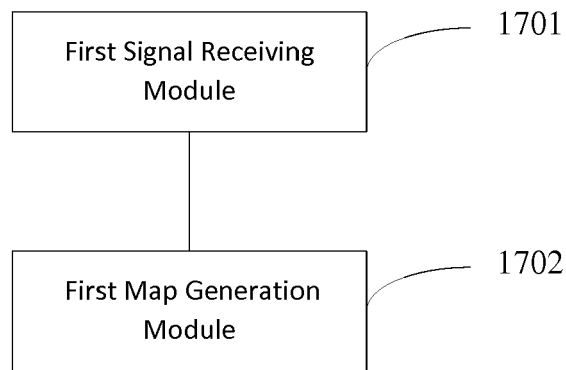 First Signal Receiving
Module
1701
First Map Generation
Module
1702